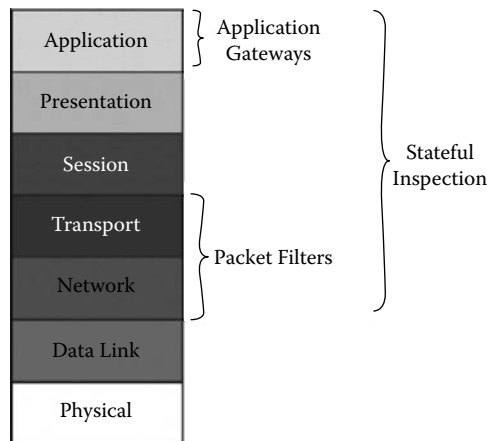 Application
Presentation
Session
Transport
Network
Data Link
Physical
Application
Gateways
Packet Filters
Stateful
Inspection